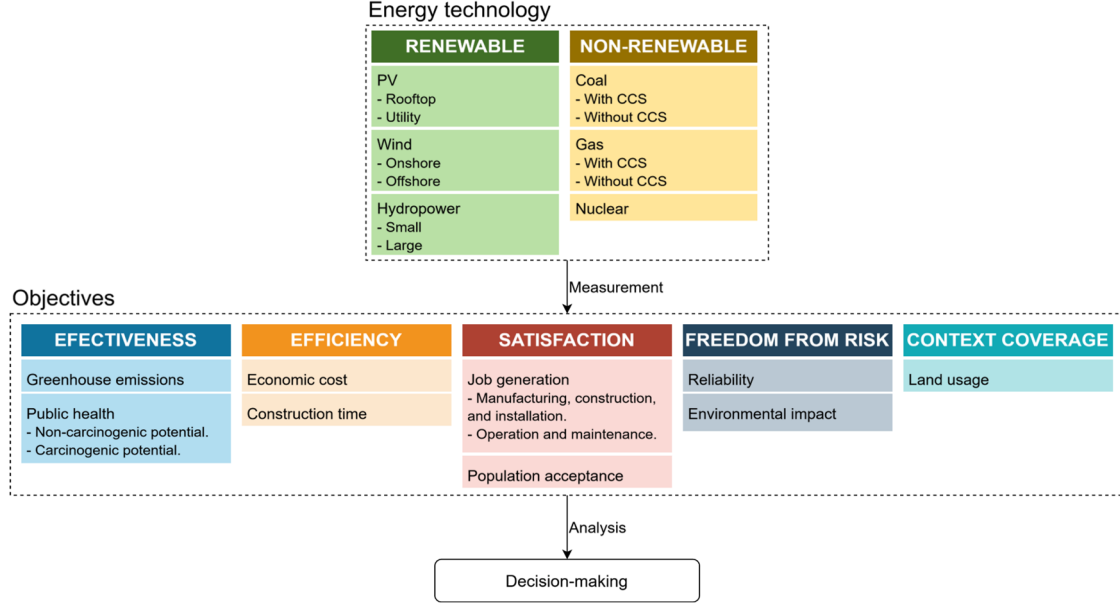 Energy technology
RENEWABLE
PV
- Rooftop
- Utility
Wind
- Onshore
- Offshore
Hydropower
- Small
- Large
NON-RENEWABLE
Coal
- With CCS
- Without CCS
Gas
- With CCS
- Without CCS
Nuclear
Measurement
Objectives
EFECTIVENESS
Greenhouse emissions
Public health
- Non-carcinogenic potential.
- Carcinogenic potential.
EFFICIENCY
Economic cost
Construction time
SATISFACTION
Job generation
- Manufacturing, construction,
and installation.
- Operation and maintenance.
Population acceptance
FREEDOM FROM RISK
Reliability
Environmental impact
CONTEXT COVERAGE
Land usage
Analysis
Decision-making